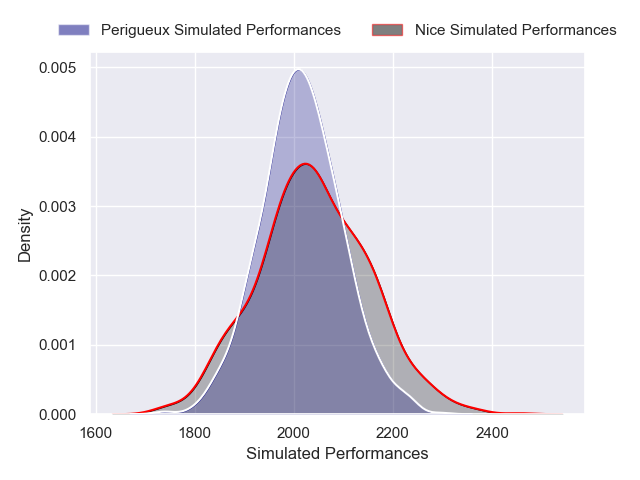 Perigueux Simulated Performances
Nice Simulated Performances
0.005
0.004
0.003
0.002
0.001
0.000
Density
1600 1800 2000 2200 2400
Simulated Performances